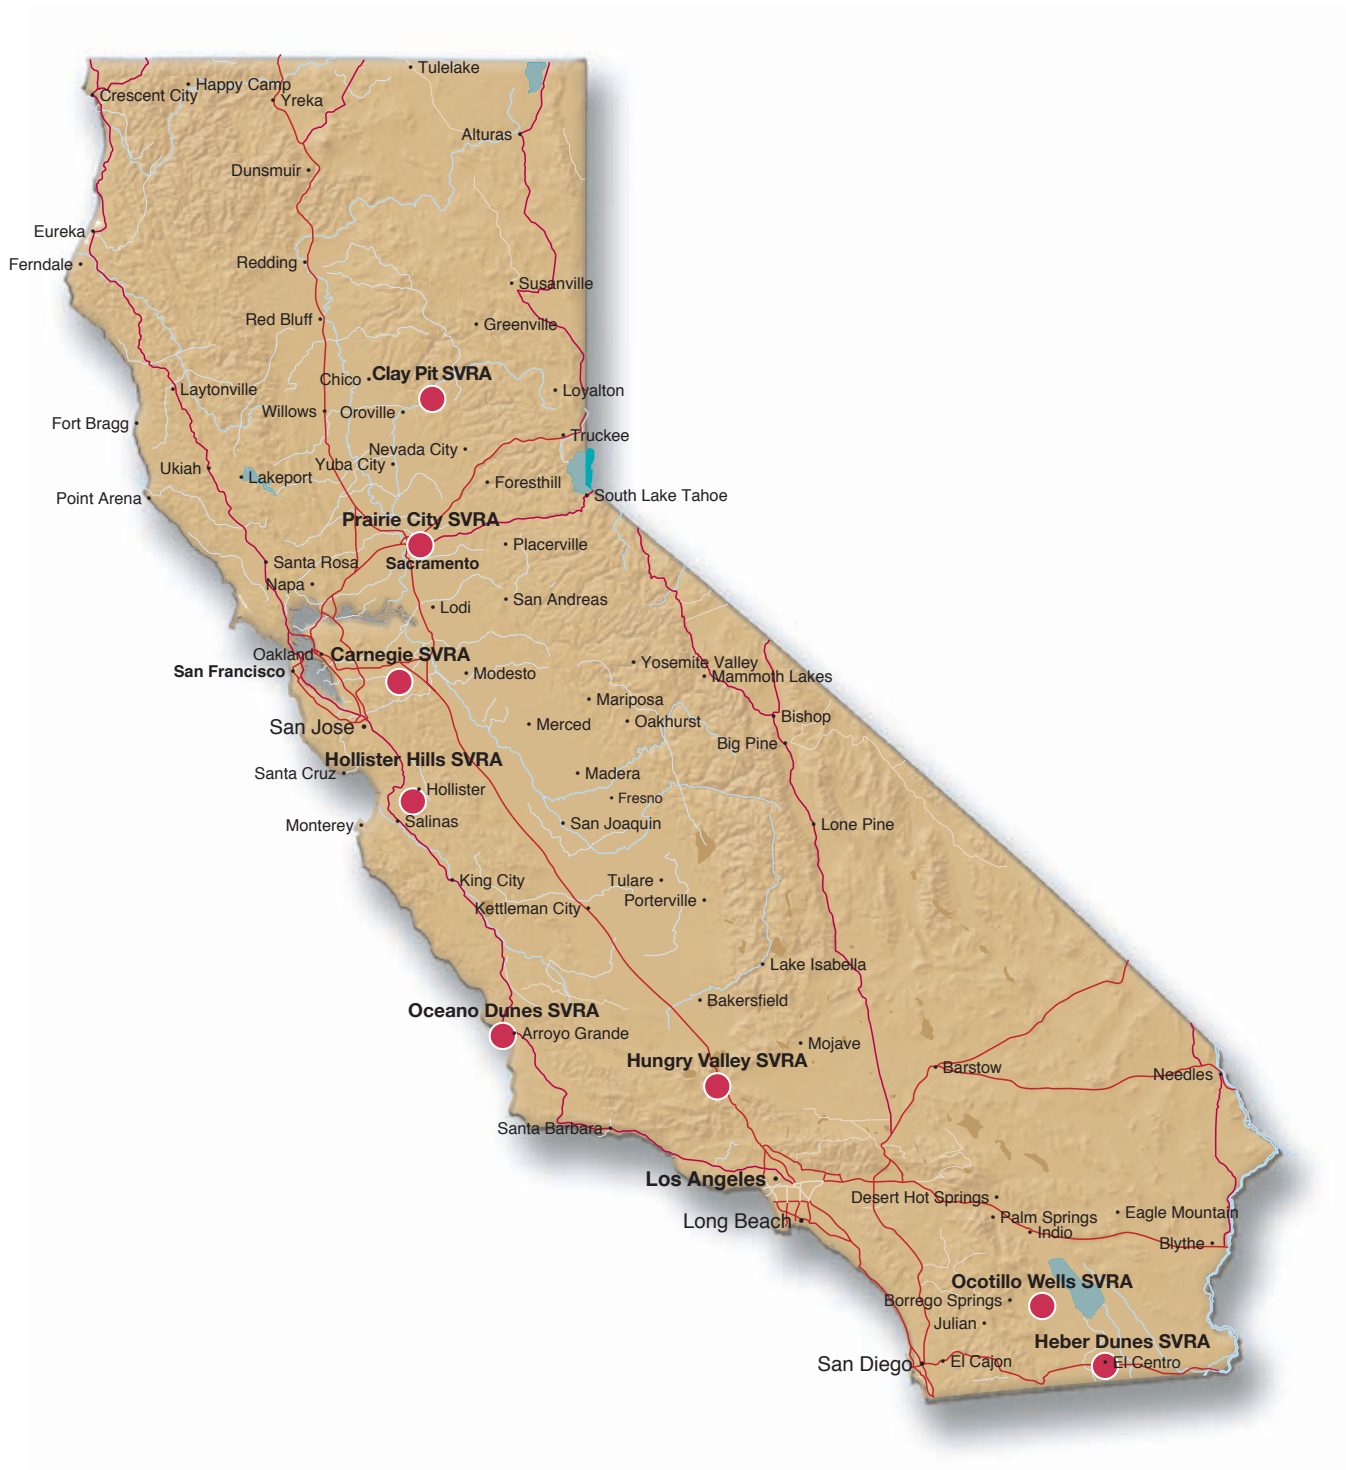 Tulelake
Happy Camp
Crescent City
Yreka
Alturas
Dunsmuir
Eureka
Ferndale
Redding
Susanville
Red Bluff
Greenville
Clay Pit SVRA
Chico
Laytonville
Loyalton
Willows
Oroville
Fort Bragg
Truckee
Nevada City
Yuba City
Ukiah
Lakeport
Foresthill
Point Arena
South Lake Tahoe
Prairie City SVRA
Placerville
Santa Rosa
Sacramento
Napa
San Andreas
Lodi
Oakland
Carnegie SVRA
Yosemite Valley
San Francisco
Modesto
Mammoth Lakes
Mariposa
Bishop
San Jose
Merced
Oakhurst
Big Pine
Hollister Hills SVRA
Santa Cruz
Madera
Hollister
Fresno
Monterey
Salinas
San Joaquin
Lone Pine
King City
Tulare
Porterville
Kettleman City
Lake Isabella
Bakersfield
Oceano Dunes SVRA
Arroyo Grande
Mojave
Hungry Valley SVRA
Barstow
Needles
Santa Barbara
Los Angeles
Desert Hot Springs
Long Beach
Palm Springs
Eagle Mountain
Indio
Blythe
Ocotillo Wells SVRA
Borrego Springs
Julian
Heber Dunes SVRA
San Diego
El Cajon
El Centro